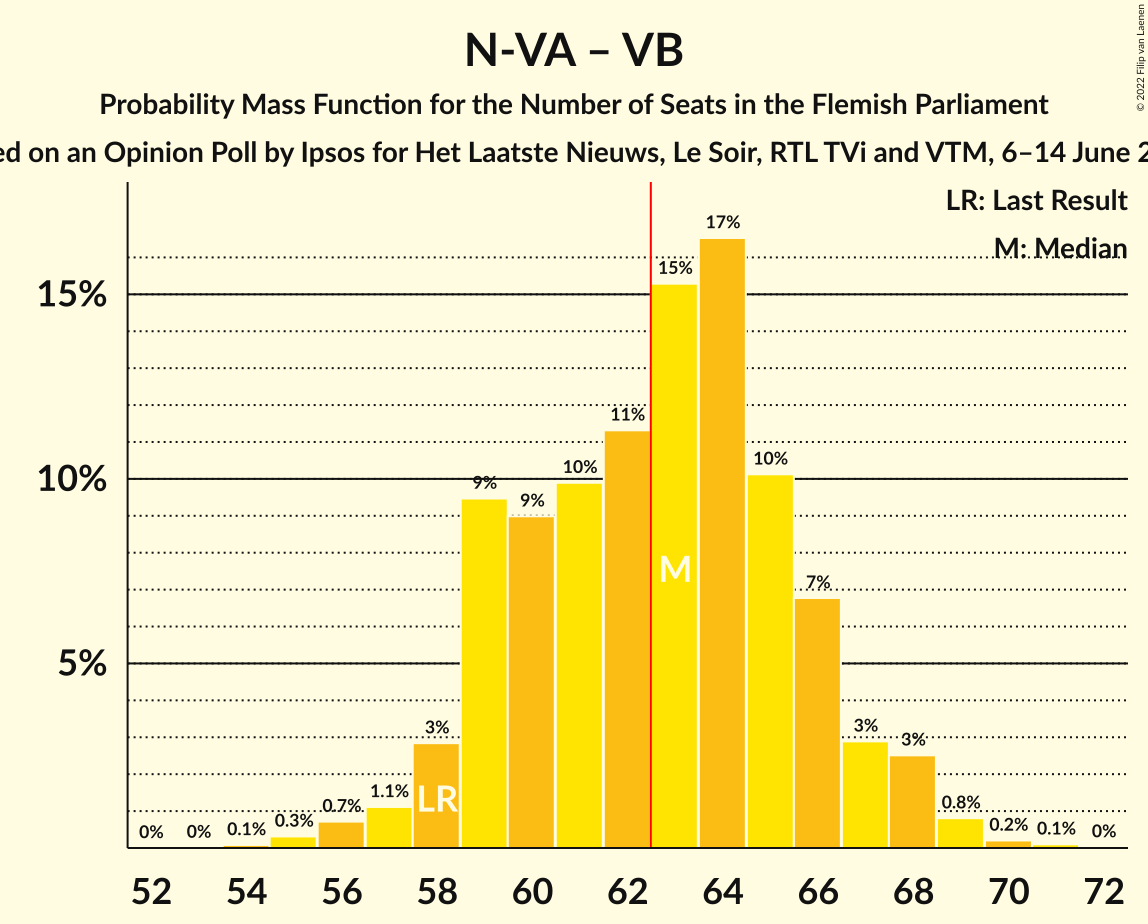 N-VA – VB
Probability Mass Function for the Number of Seats in the Flemish Parliament
ed on an Opinion Poll by Ipsos for Het Laatste Nieuws, Le Soir, RTL TVi and VTM, 6–14 June 2
© 2022 Filip van Laenen
LR: Last Result
M: Median
15%
10%
5%
0%
0%
0.1%
0.3%
0.7%
1.1%
3%
9%
9%
10%
11%
15%
17%
10%
7%
3%
3%
0.8%
0.2%
0.1%
0%
LR
M
52 54 56 58 60 62 64 66 68 70 72